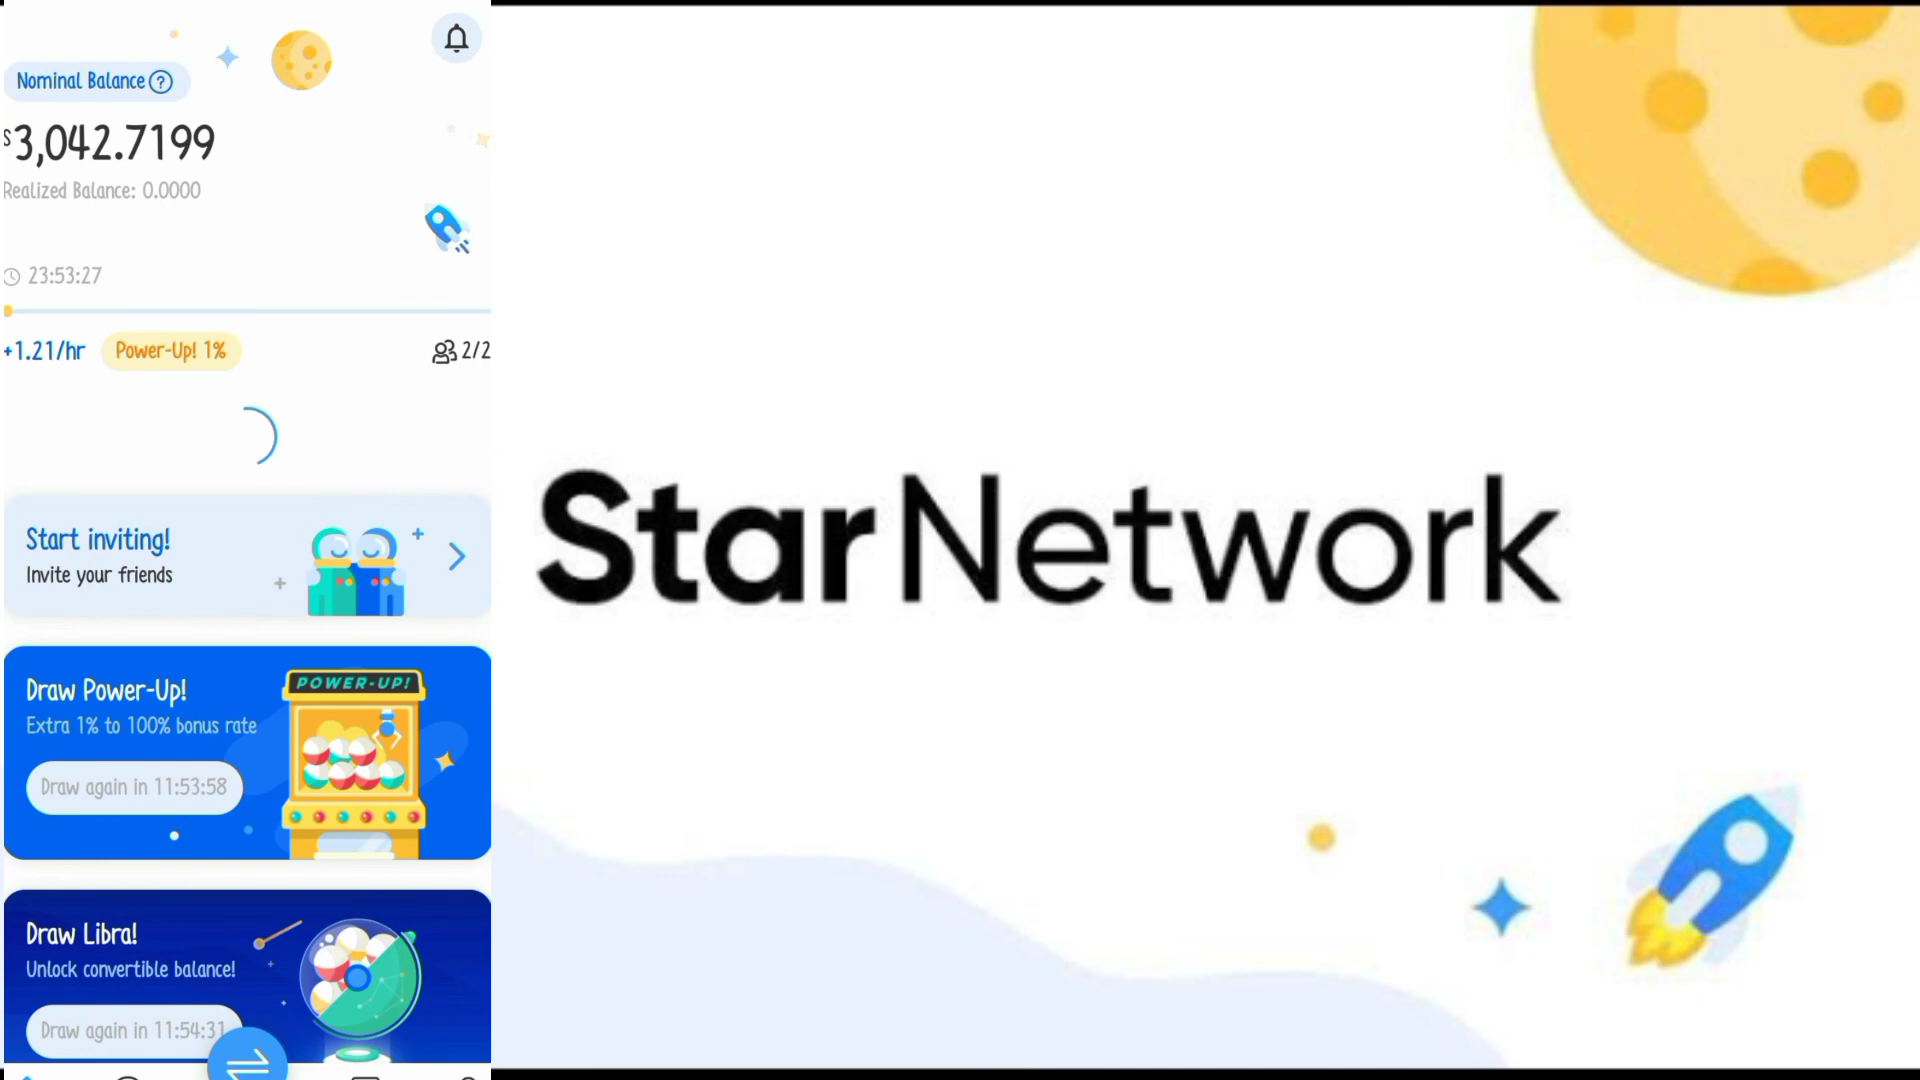 Nominal Balance ?
$3,042.7199
Realized Balance: 0.0000
23:53:27
+1.21/hr
Power-Up! 1%
2/2
Start inviting!
Invite your friends
Draw Power-Up!
Extra 1% to 100% bonus rate
Draw again in 11:53:58
POWER-UP!
Draw Libra!
Unlock convertible balance!
Draw again in 11:54:31
Star Network